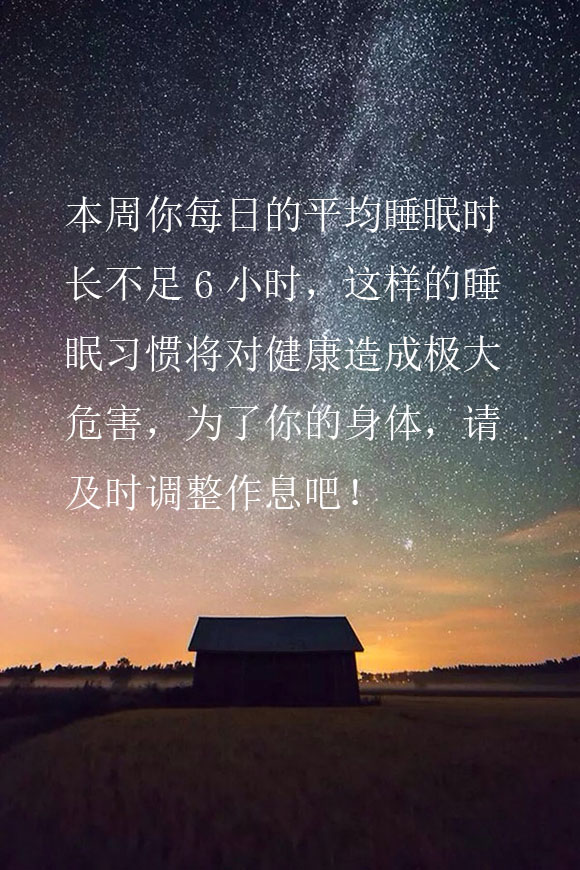 本周你每日的平均睡眠时
长不足6小时，这样的睡
眠习惯将对健康造成极大
危害，为了你的身体，请
及时调整作息吧！